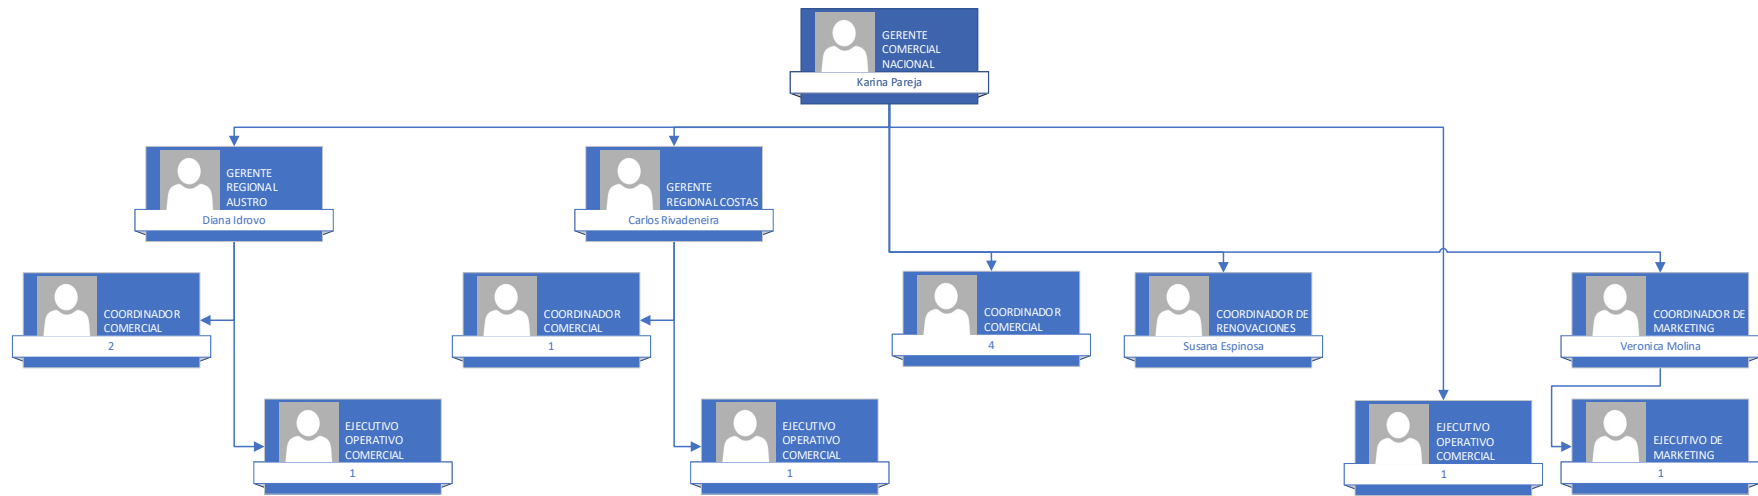 GERENTE
COMERCIAL
NACIONAL
Karina Pareja
GERENTE
REGIONAL
AUSTRO
Diana Idrovo
GERENTE
REGIONAL COSTAS
Carlos Rivadeneira
COORDINADOR
COMERCIAL
2
COORDINADOR
COMERCIAL
1
COORDINADOR
COMERCIAL
4
COORDINADOR DE
RENOVACIONES
Susana Espinosa
COORDINADOR DE
MARKETING
Veronica Molina
EJECUTIVO
OPERATIVO
COMERCIAL
1
EJECUTIVO
OPERATIVO
COMERCIAL
1
EJECUTIVO
OPERATIVO
COMERCIAL
1
EJECUTIVO DE
MARKETING
1